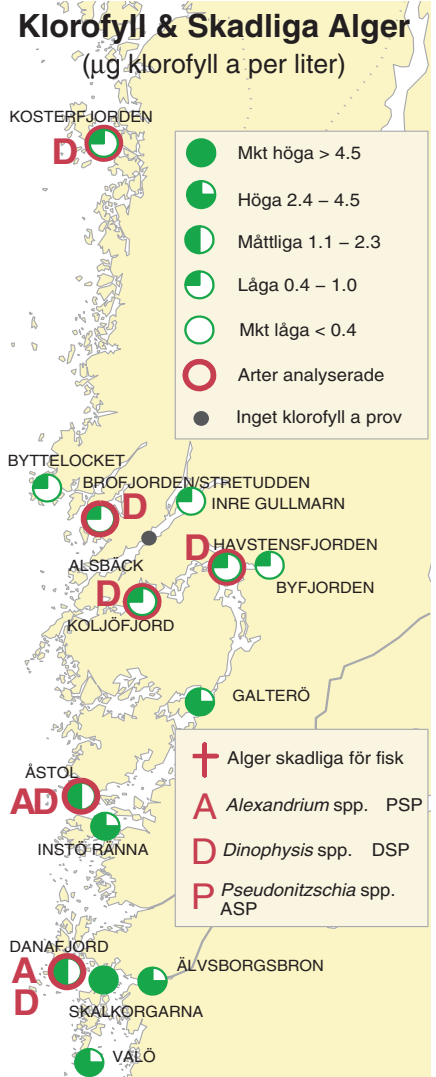 Klorofyll & Skadliga Alger
(µg klorofyll a per liter)
KOSTERFJORDEN
D
Mkt höga > 4.5
Höga 2.4 – 4.5
Måttliga 1.1 – 2.3
Låga 0.4 – 1.0
Mkt låga < 0.4
Arter analyserade
Inget klorofyll a prov
BYTTELOCKET
BROFJORDEN/STRETUDDEN
D
INRE GULLMARN
ALSBÄCK
D HAVSTENSFJORDEN
BYFJORDEN
D
KOLJÖFJORD
GALTERÖ
ÅSTOL
AD
INSTÖ RÄNNA
Alger skadliga för fisk
A Alexandrium spp. PSP
D Dinophysis spp. DSP
P Pseudonitzschia spp.
ASP
DANAFJORD
A
D
ÄLVSBORGSBRON
SKALKORGARNA
VALÖ